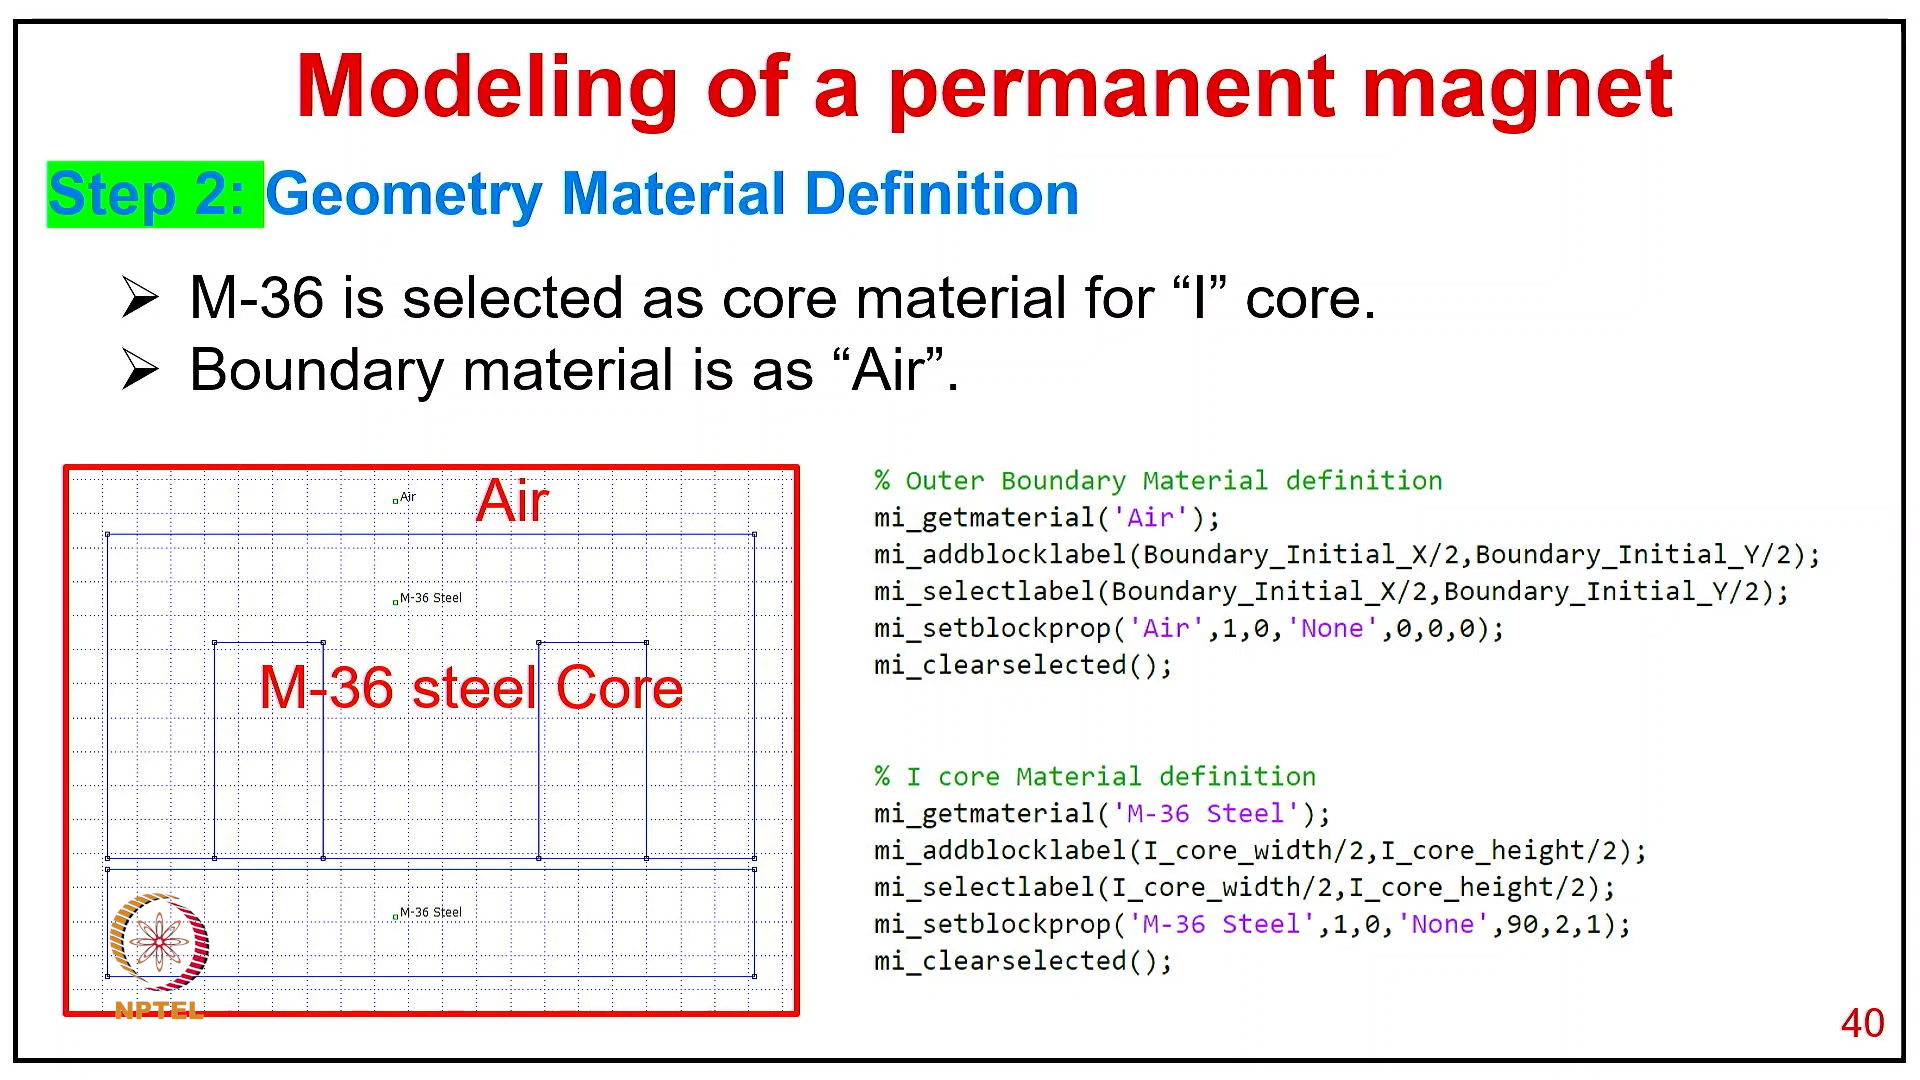 Modeling of a permanent magnet
Step 2: Geometry Material Definition
➢ M-36 is selected as core material for “I” core.
➢ Boundary material is as “Air”.
Air
Air
M-36 Steel
M-36 steel Core
M-36 Steel
NPTEL
% Outer Boundary Material definition
mi_getmaterial('Air');
mi_addblocklabel(Boundary_Initial_X/2,Boundary_Initial_Y/2);
mi_selectlabel(Boundary_Initial_X/2,Boundary_Initial_Y/2);
mi_setblockprop('Air',1,0,'None',0,0,0);
mi_clearselected();
% I core Material definition
mi_getmaterial('M-36 Steel');
mi_addblocklabel(I_core_width/2,I_core_height/2);
mi_selectlabel(I_core_width/2,I_core_height/2);
mi_setblockprop('M-36 Steel',1,0,'None',90,2,1);
mi_clearselected();
40